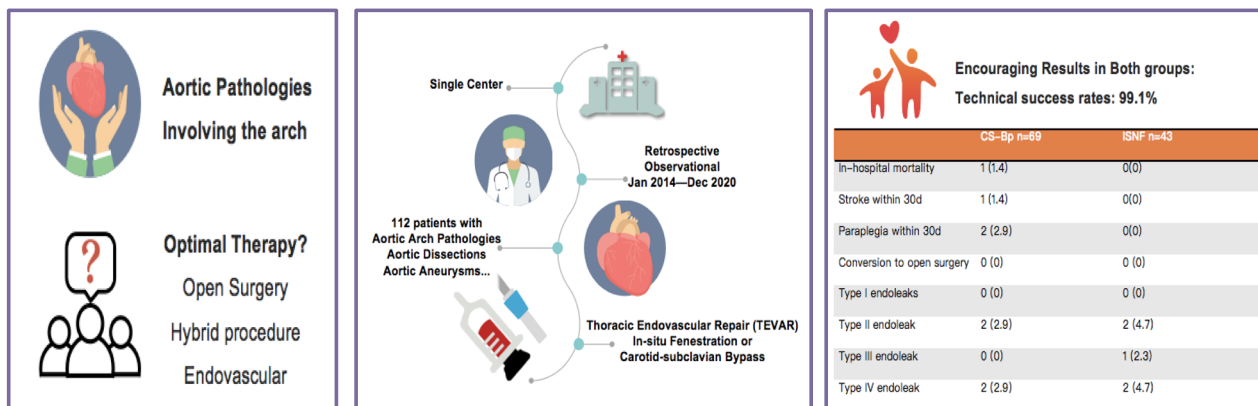 Aortic Pathologies
Involving the arch
?
Optimal Therapy?
Open Surgery
Hybrid procedure
Endovascular
Single Center
Retrospective
Observational
Jan 2014—Dec 2020
112 patients with
Aortic Arch Pathologies
Aortic Dissections
Aortic Aneurysms...
Thoracic Endovascular Repair (TEVAR)
In-situ Fenestration or
Carotid-subclavian Bypass
Encouraging Results in Both groups:
Technical success rates: 99.1%
CS-Bp n=69 ISNF n=43
In-hospital mortality 1 (1.4) 0(0)
Stroke within 30d 1 (1.4) 0(0)
Paraplegia within 30d 2 (2.9) 0(0)
Conversion to open surgery 0 (0) 0 (0)
Type I endoleaks 0 (0) 0 (0)
Type II endoleak 2 (2.9) 2 (4.7)
Type III endoleak 0 (0) 1 (2.3)
Type IV endoleak 2 (2.9) 2 (4.7)